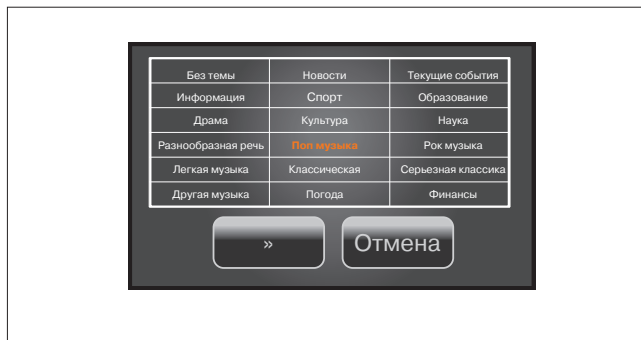 Без темы Новости Текущие события
Информация Спорт Образование
Драма Культура Наука
Разнообразная речь Поп музыка Рок музыка
Легкая музыка Классическая Серьезная классика
Другая музыка Погода Финансы
» Отмена